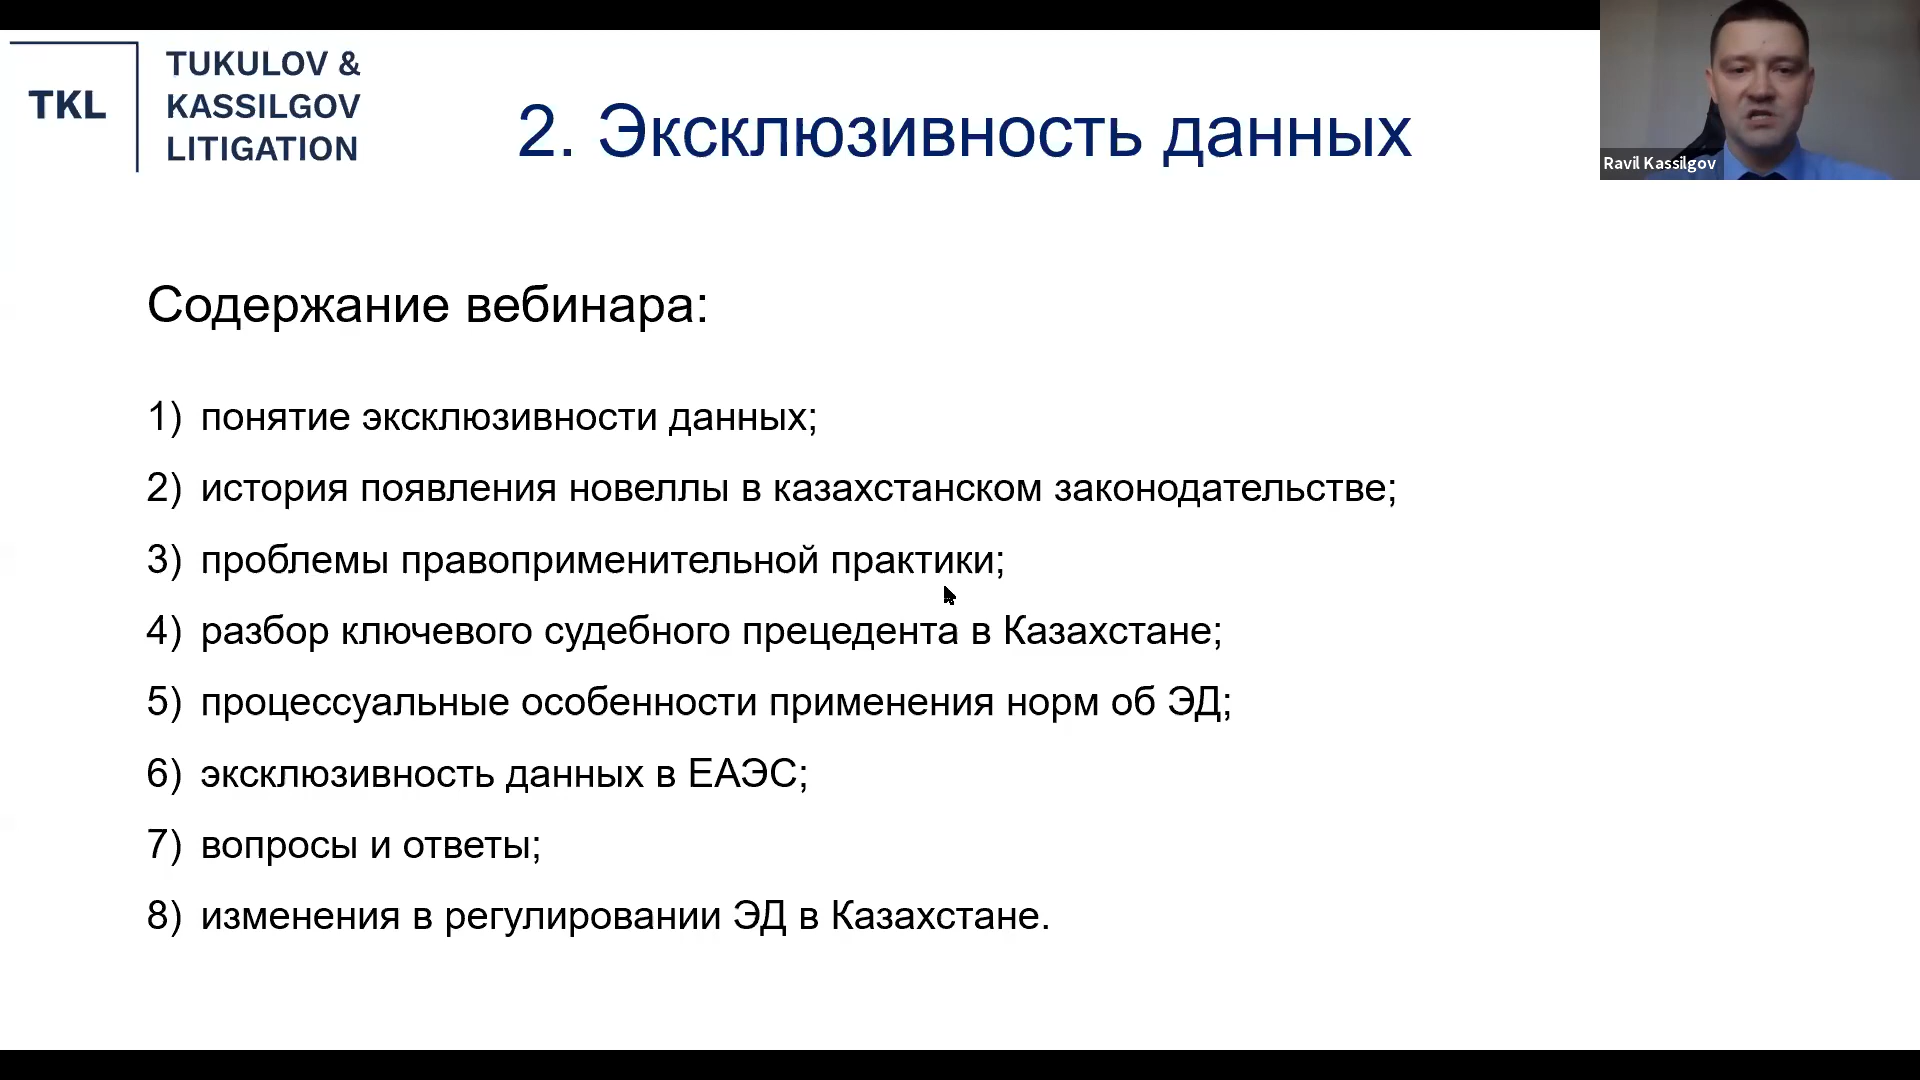 TKL
TUKULOV &
KASSILGOV
LITIGATION
2. Эксклюзивность данных
Ravil Kassilgov
Содержание вебинара:
1) понятие эксклюзивности данных;
2) история появления новеллы в казахстанском законодательстве;
3) проблемы правоприменительной практики;
4) разбор ключевого судебного прецедента в Казахстане;
5) процессуальные особенности применения норм об ЭД;
6) эксклюзивность данных в ЕАЭС;
7) вопросы и ответы;
8) изменения в регулировании ЭД в Казахстане.